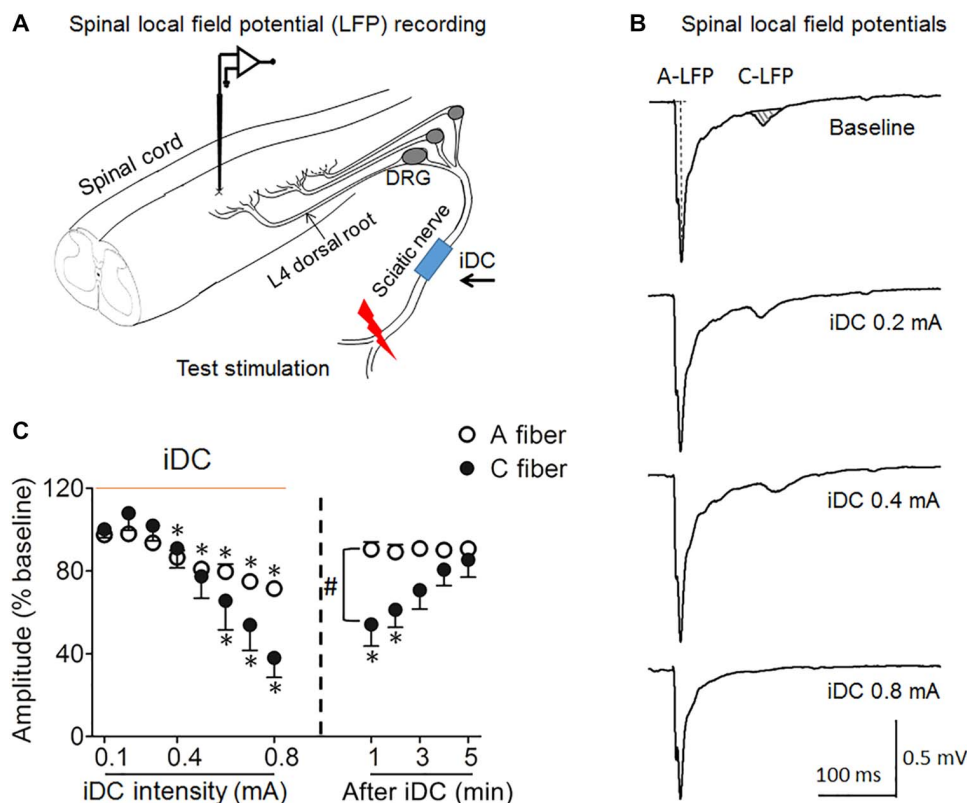 A Spinal local field potential (LFP) recording
Spinal cord
DRG
L4 dorsal root
Sciatic nerve
iDC
Test stimulation
B Spinal local field potentials
A-LFP C-LFP
Baseline
iDC 0.2 mA
iDC 0.4 mA
iDC 0.8 mA
0.5 mV
100 ms
C
A fiber
C fiber
iDC
Amplitude (% baseline)
120
80
40
0
* * * * *
* * *
#
* *
0.1 0.4 0.8
iDC intensity (mA)
1 3 5
After iDC (min)